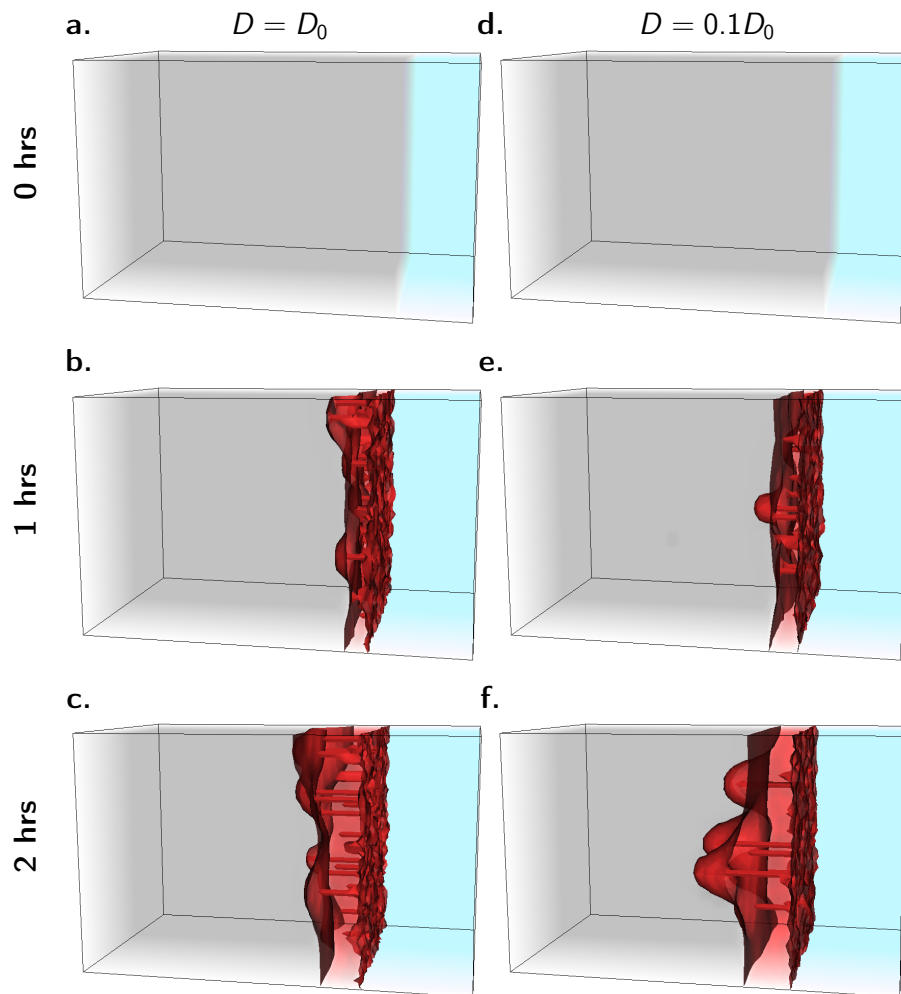 a.
D = D₀
d.
D = 0.1D₀
0 hrs
b.
e.
1 hrs
c.
f.
2 hrs